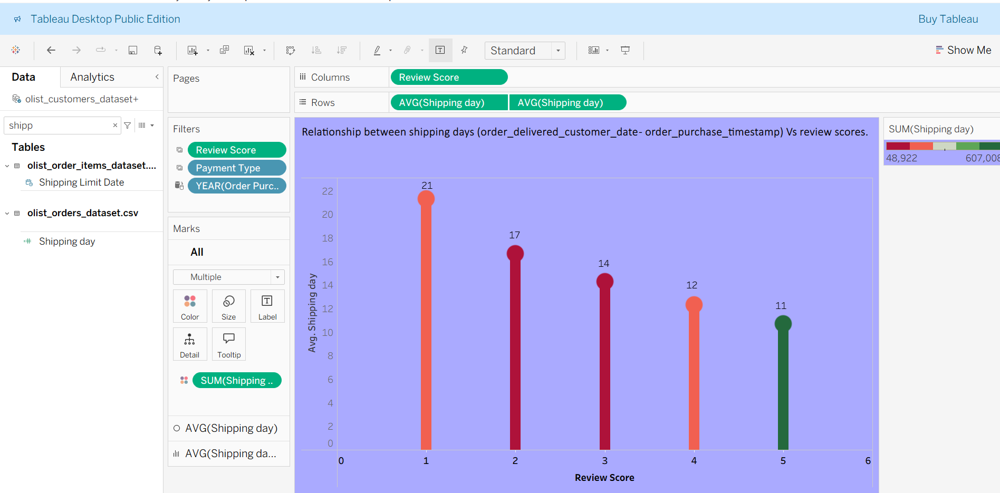 Tableau Desktop Public Edition
Buy Tableau
Standard
Show Me
Data
Analytics
olist_customers_dataset+
shipp
Tables
olist_order_items_dataset....
Shipping Limit Date
olist_orders_dataset.csv
Shipping day
Pages
Filters
Review Score
Payment Type
YEAR(Order Purc..
Marks
All
Multiple
Color
Size
Label
Detail
Tooltip
SUM(Shipping ..
AVG(Shipping day)
AVG(Shipping da...
Columns
Review Score
Rows
AVG(Shipping day)
AVG(Shipping day)
Relationship between shipping days (order_delivered_customer_date- order_purchase_timestamp) Vs review scores.
Avg. Shipping day
22
20
18
16
14
12
10
8
6
4
2
0
21
17
14
12
11
0
1
2
3
4
5
6
Review Score
SUM(Shipping day)
48,922
607,008